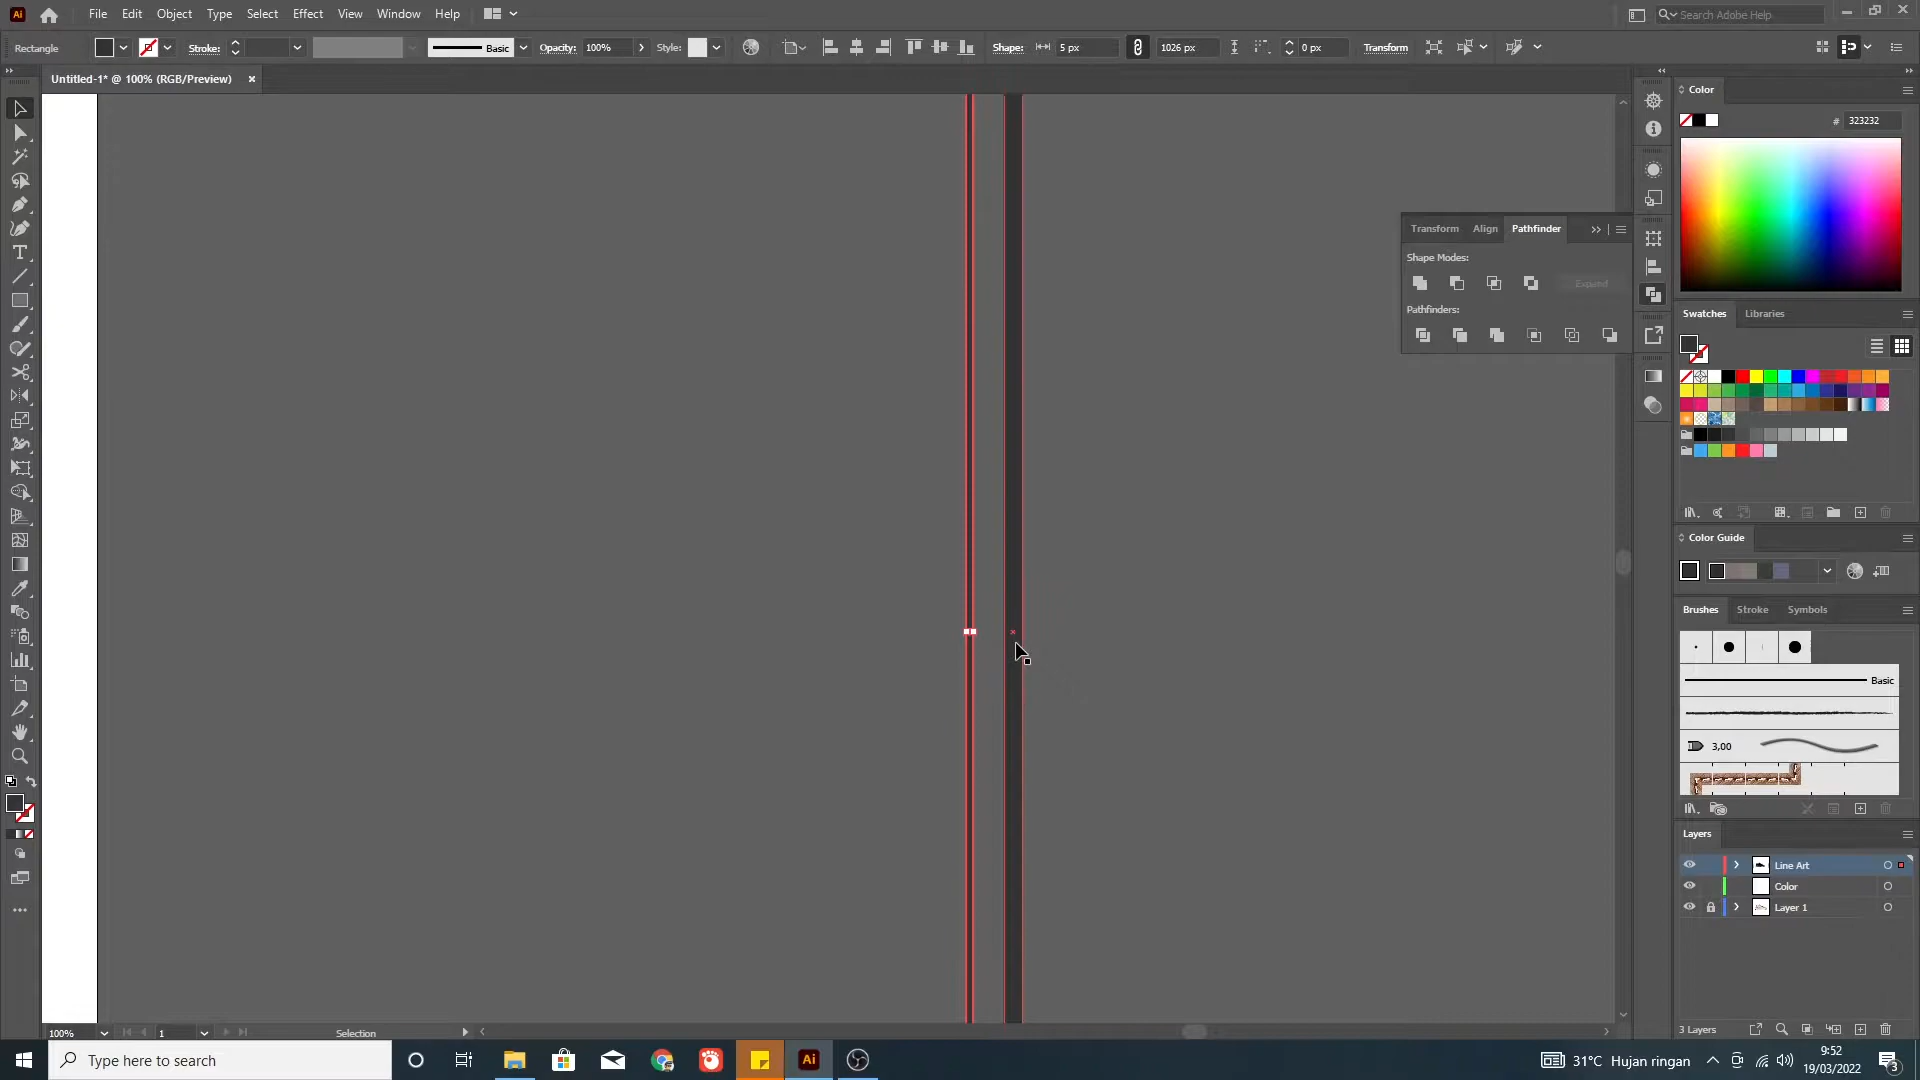 Ai File Edit Object Type Select Effect View Window Help Search Adobe Help
Rectangle Stroke: Basic Opacity: 100% Style: Shape: 5 px 1026 px 0 px Transform
Untitled-1* @ 100% (RGB/Preview)
Color
# 323232
Transform Align Pathfinder
Shape Modes:
Expand
Pathfinders:
Swatches Libraries
Color Guide
Brushes Stroke Symbols
Basic
3,00
Layers
Line Art
Color
Layer 1
3 Layers
100% 1 Selection
Type here to search
Ai
31°C Hujan ringan
9:52
19/03/2022
3